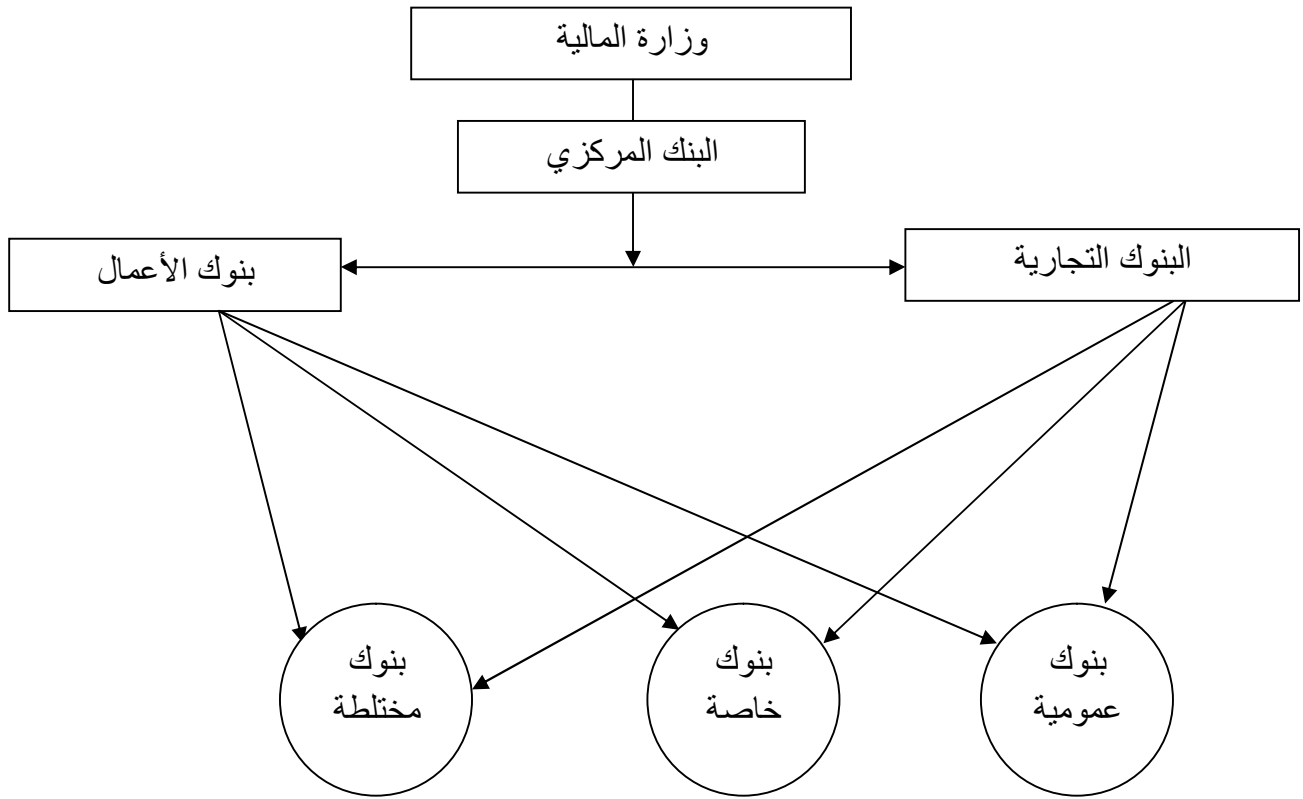 وزارة المالية
البنك المركزي
البنوك التجارية
بنوك الأعمال
بنوك
عمومية
بنوك
خاصة
بنوك
مختلطة